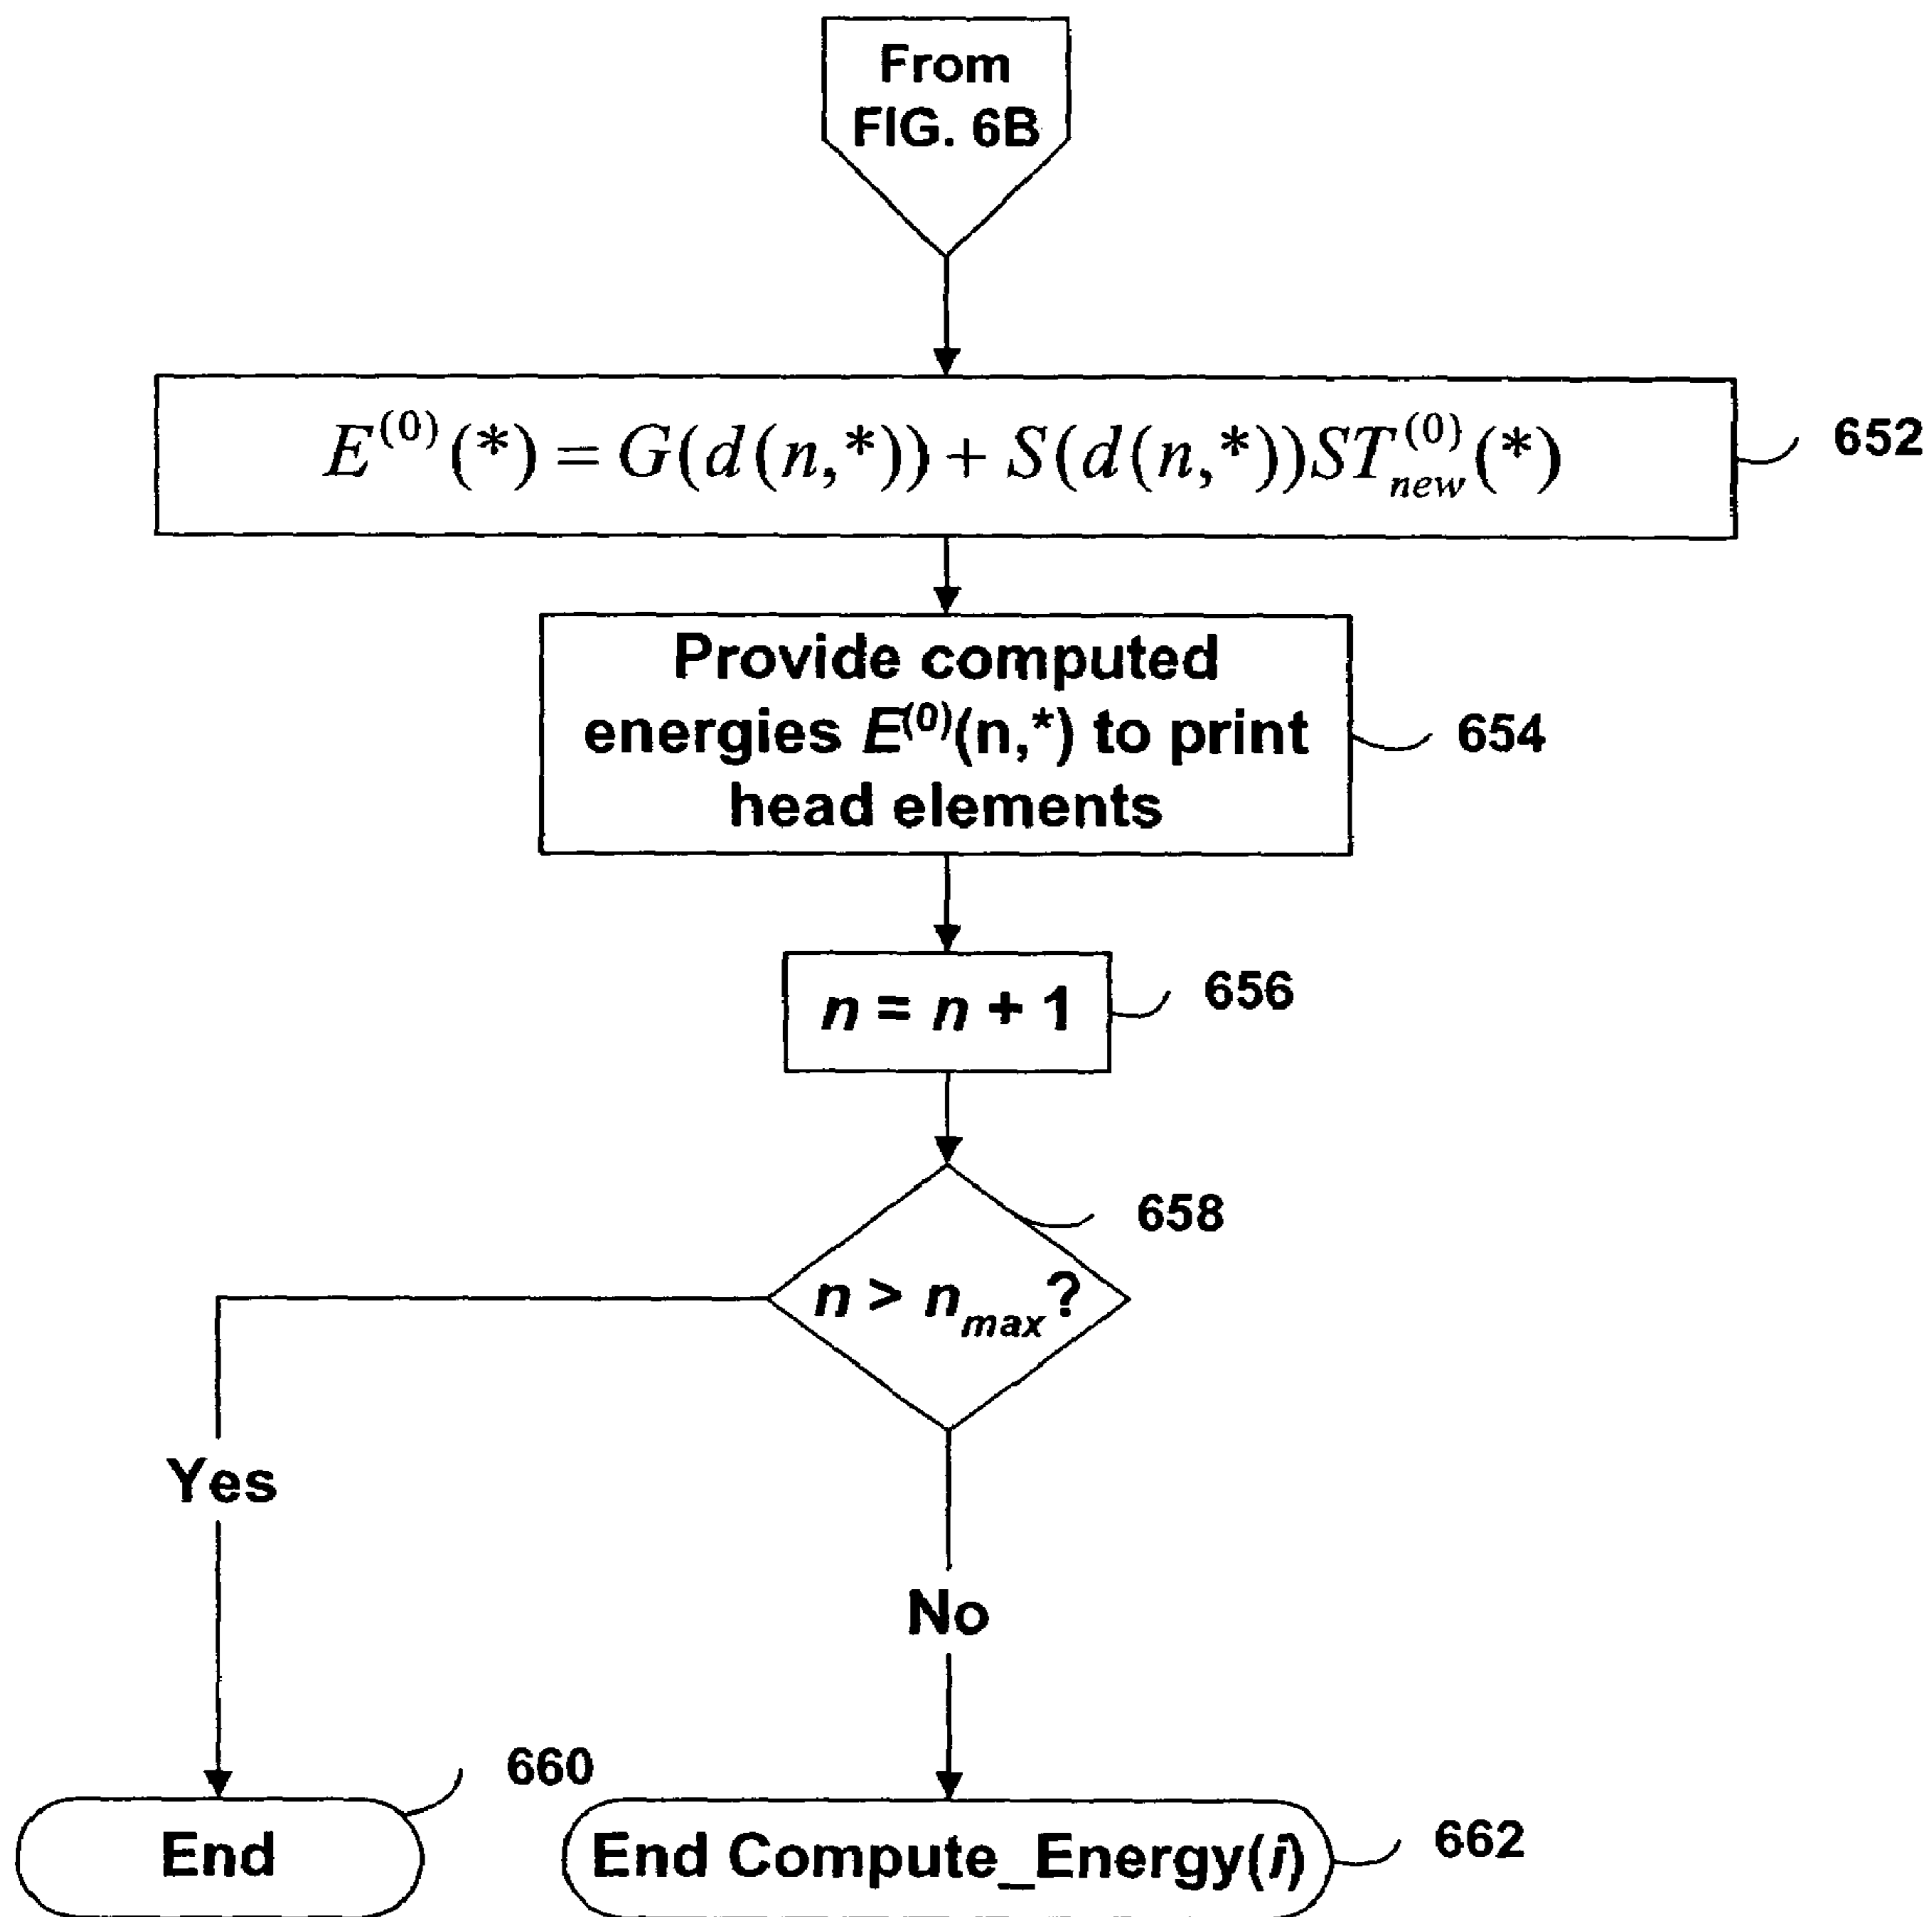 From
FIG. 6B
E^(0)(*) = G(d(n,*)) + S(d(n,*))ST_new^(0)(*)
652
Provide computed
energies E^(0)(n,*) to print
head elements
654
n = n + 1
656
658
n > n_max?
Yes
No
660
End
End Compute_Energy(i)
662